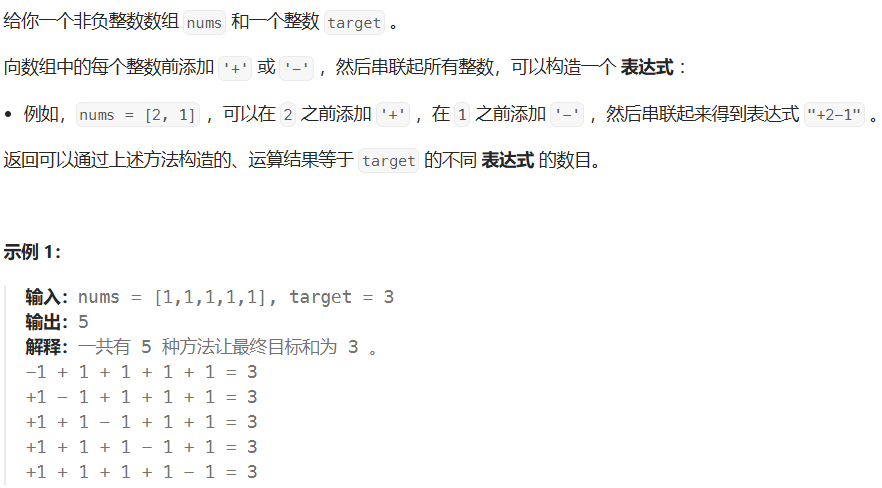 给你一个非负整数数组 nums 和一个整数 target 。
向数组中的每个整数前添加 '+' 或 '-' ，然后串联起所有整数，可以构造一个 表达式 ：
• 例如，nums = [2, 1] ，可以在 2 之前添加 '+' ，在 1 之前添加 '-' ，然后串联起来得到表达式 "+2-1" 。
返回可以通过上述方法构造的、运算结果等于 target 的不同 表达式 的数目。
示例 1：
输入：nums = [1,1,1,1,1], target = 3
输出：5
解释：一共有 5 种方法让最终目标和为 3 。
-1 + 1 + 1 + 1 + 1 = 3
+1 - 1 + 1 + 1 + 1 = 3
+1 + 1 - 1 + 1 + 1 = 3
+1 + 1 + 1 - 1 + 1 = 3
+1 + 1 + 1 + 1 - 1 = 3